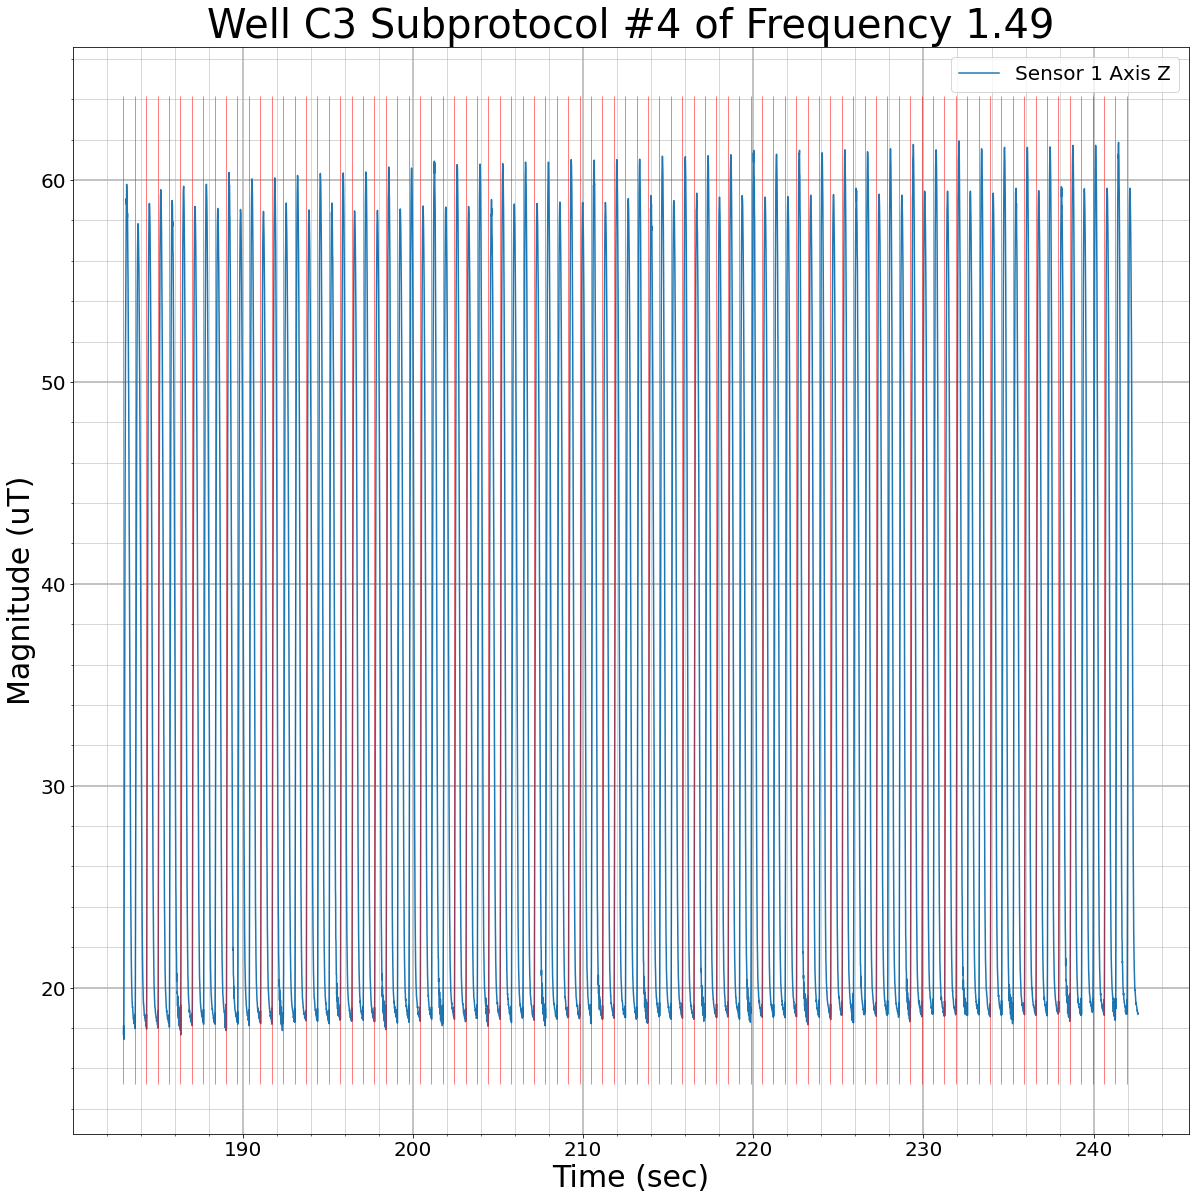 Well C3 Subprotocol #4 of Frequency 1.49
Sensor 1 Axis Z
60
50
40
30
20
Magnitude (uT)
190 200 210 220 230 240
Time (sec)